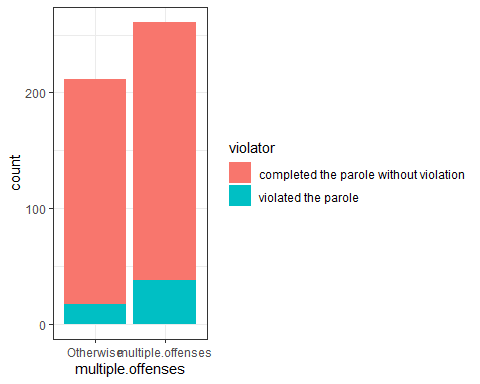 count
200
100
0
Otherwise
multiple.offenses
multiple.offenses
violator
completed the parole without violation
violated the parole